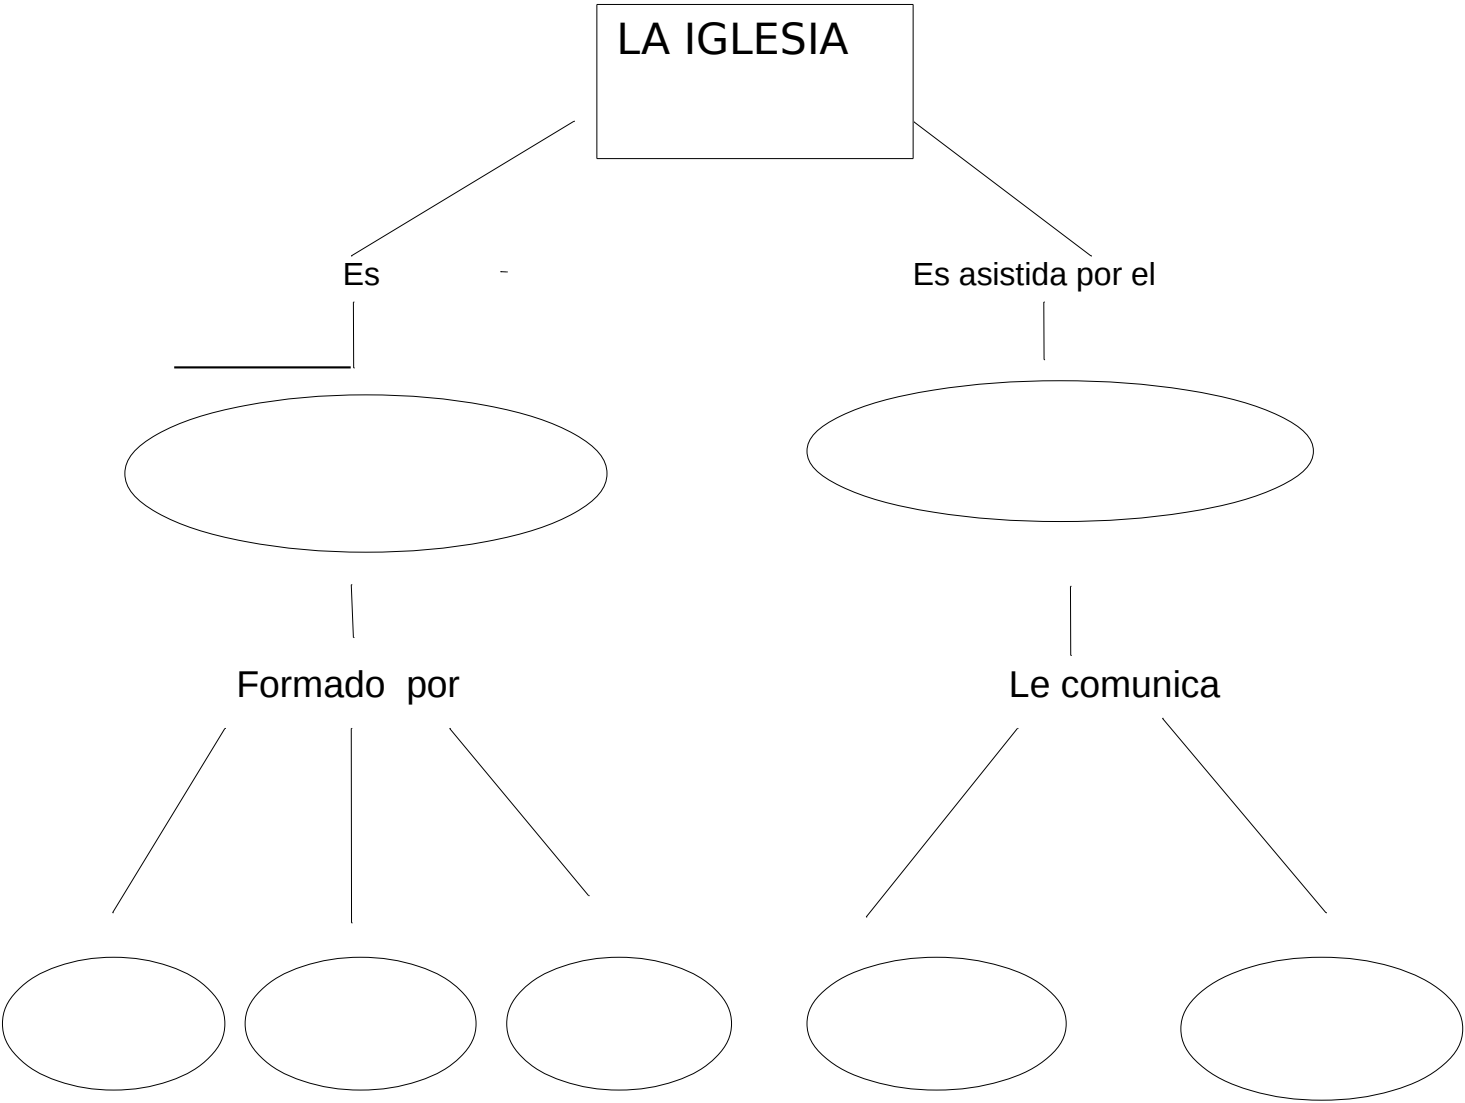 LA IGLESIA
Es
Es asistida por el
Formado por
Le comunica